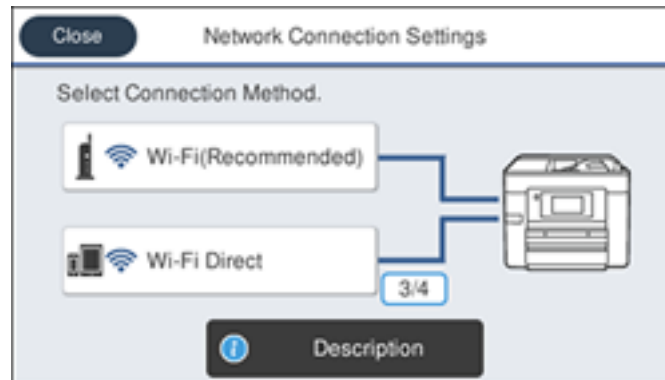 Close
Network Connection Settings
Select Connection Method.
Wi-Fi(Recommended)
Wi-Fi Direct
3/4
Description